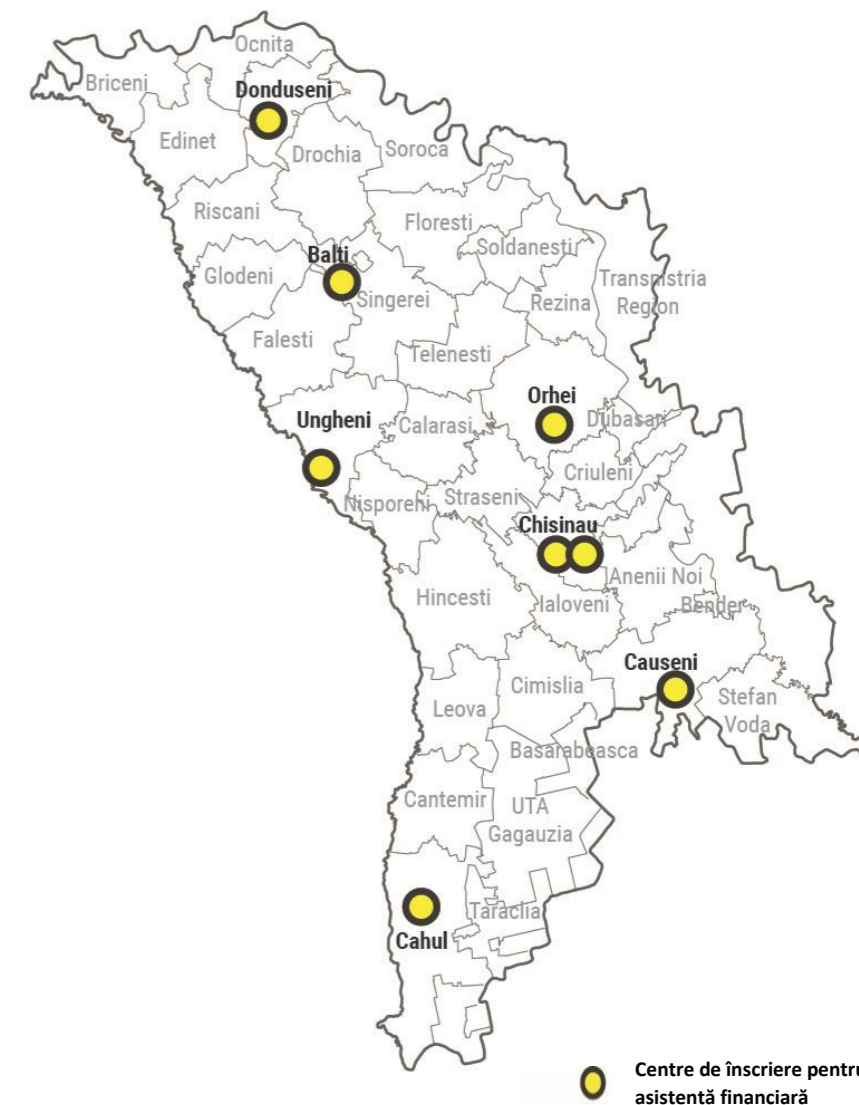 Ocnita
Briceni
Donduseni
Edinet
Drochia
Soroca
Riscani
Floresti
Balti
Soldanesti
Glodeni
Transnistria
Region
Singerei
Rezina
Falesti
Telenesti
Orhei
Ungheni
Calarasi
Dubasari
Criuleni
Nisporeni
Straseni
Chisinau
Anenii Noi
Hincesti
Ialoveni
Bender
Causeni
Cimislia
Stefan
Voda
Leova
Basarabeasca
Cantemir
UTA
Gagauzia
Taraclia
Cahul
Centre de înscriere pentru
asistență financiară